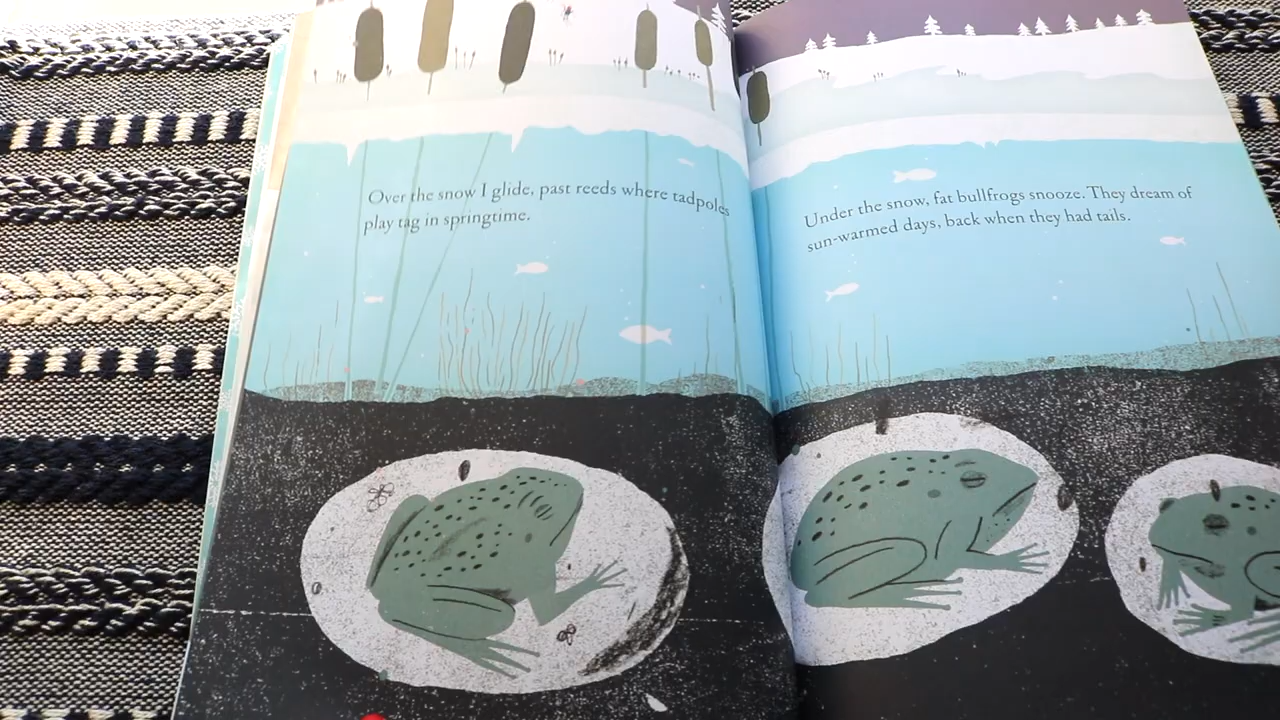 Over the snow I glide, past reeds where tadpoles
play tag in springtime.
Under the snow, fat bullfrogs snooze. They dream of
sun-warmed days, back when they had tails.